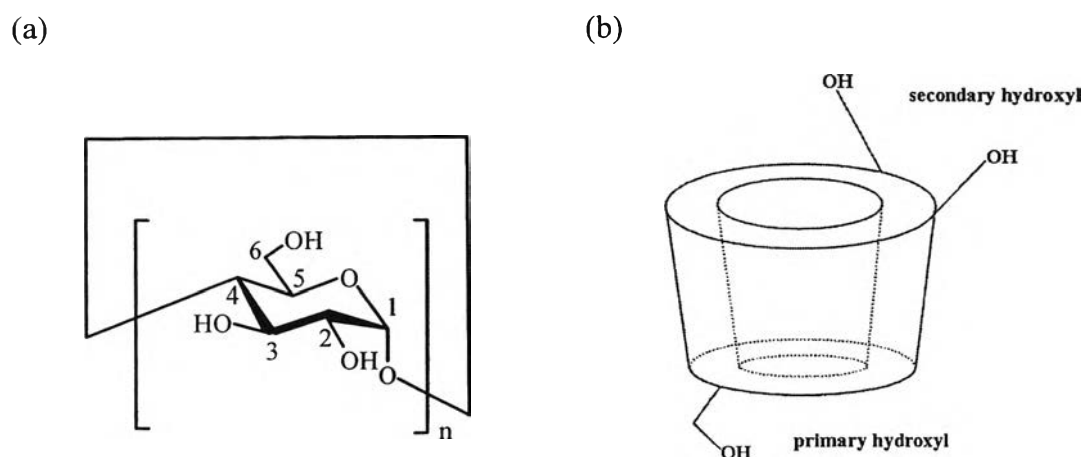 (a)
(b)
OH
secondary hydroxyl
OH
6
OH
5
O
4
1
HO
3
2
OH
O
n
primary hydroxyl
OH